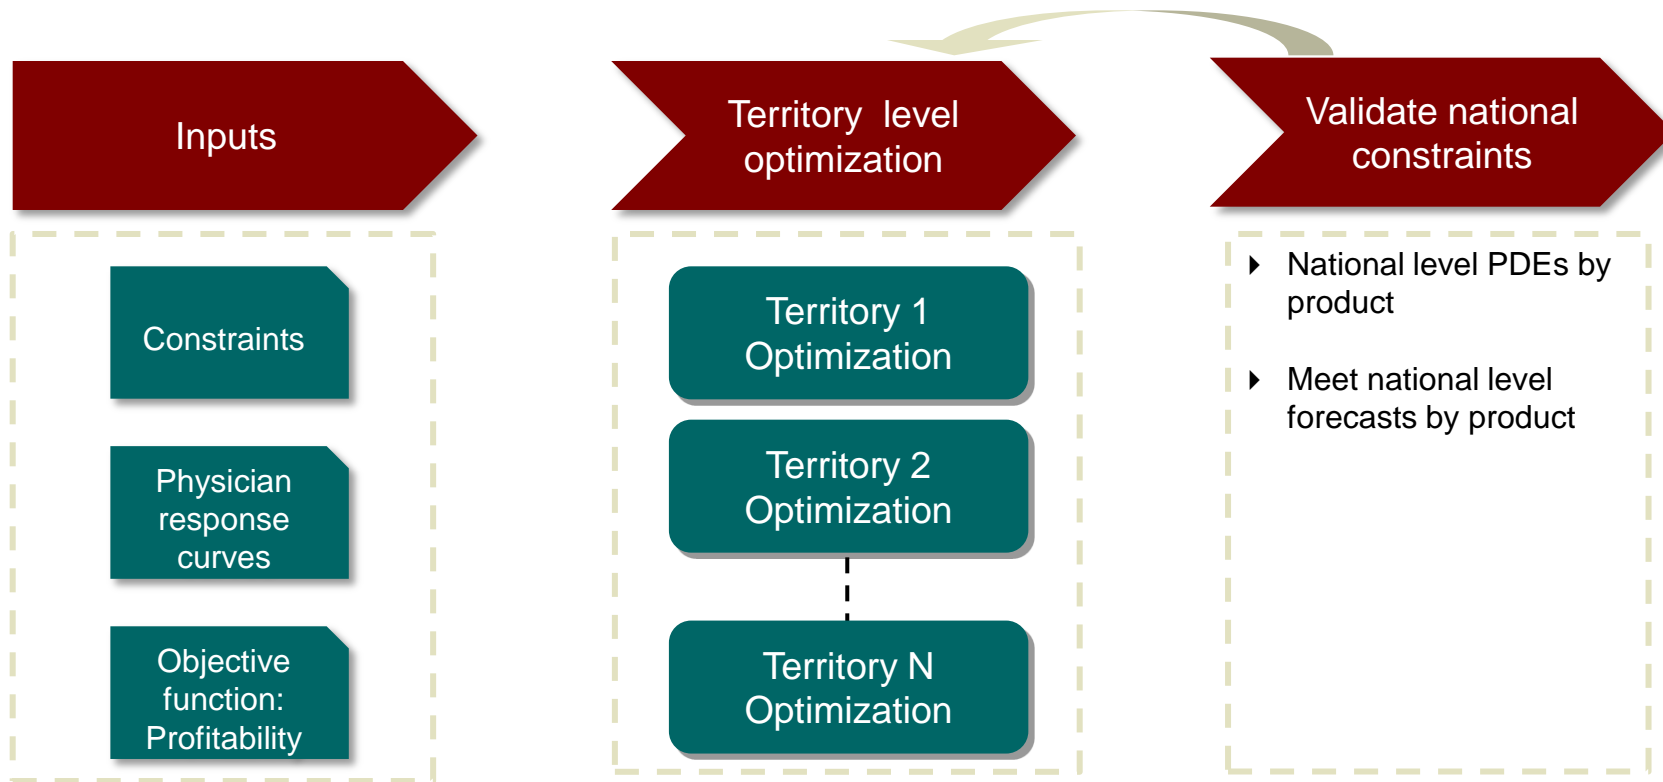 Inputs
Territory level
optimization
Validate national
constraints
Constraints
Physician
response
curves
Objective
function:
Profitability
Territory 1
Optimization
Territory 2
Optimization
Territory N
Optimization
National level PDEs by
product
Meet national level
forecasts by product